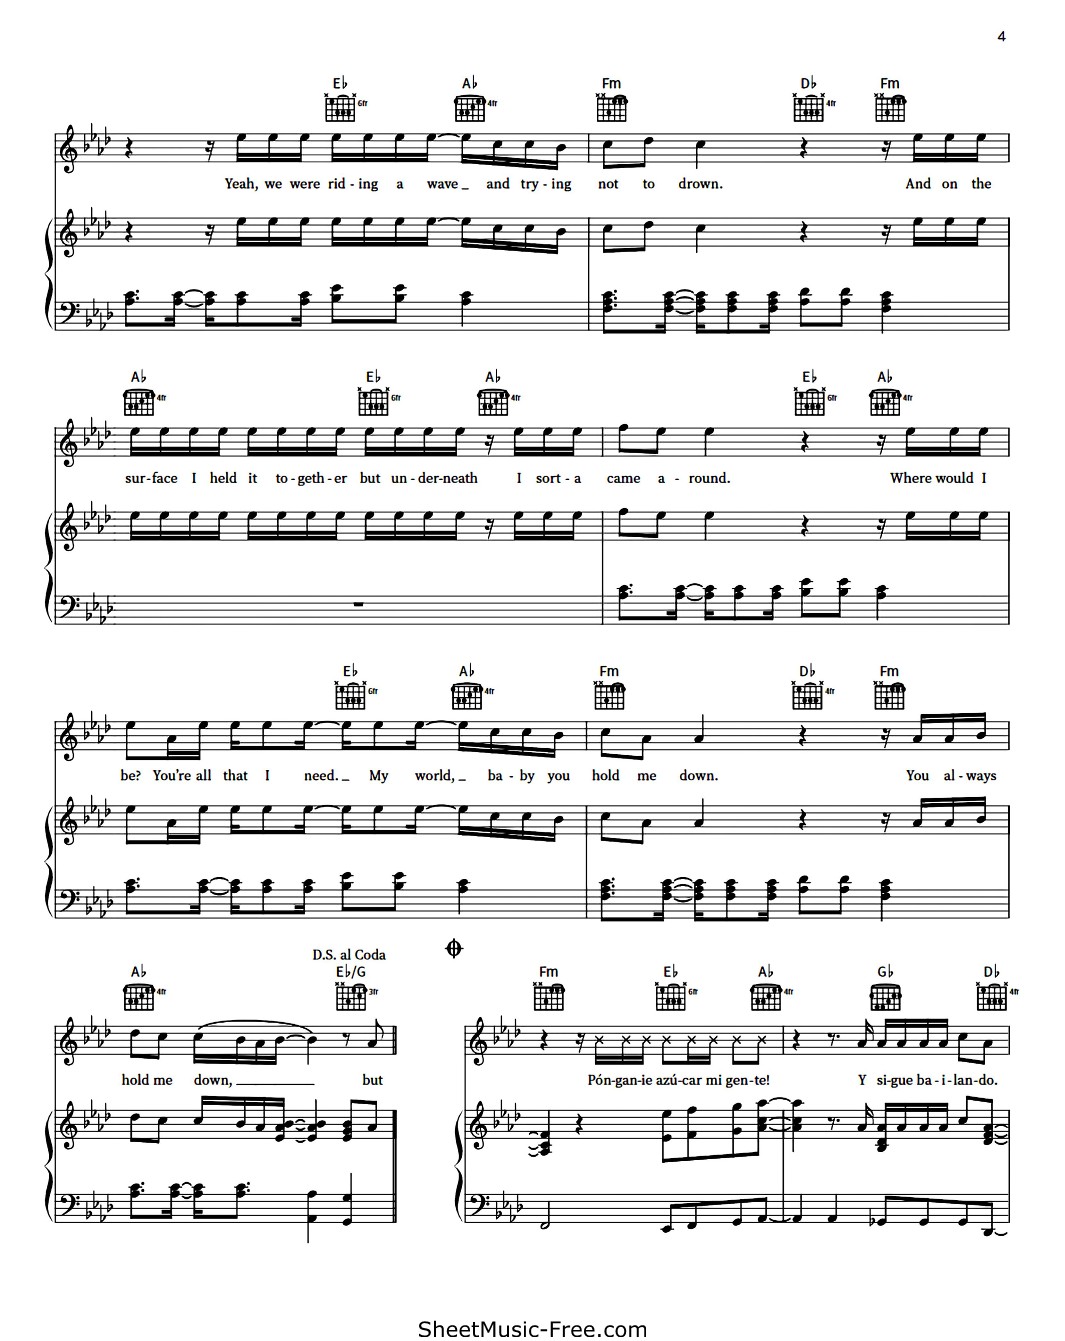 4
E♭ A♭ Fm D♭ Fm
6fr 4fr 4fr
Yeah, we were rid - ing a wave _ and try - ing not to drown. And on the
A♭ E♭ A♭ E♭ A♭
4fr 6fr 4fr 6fr 4fr
sur - face I held it to - geth - er but un - der - neath I sort - a came a - round. Where would I
E♭ A♭ Fm D♭ Fm
6fr 4fr 4fr
be? You're all that I need. _ My world, _ ba - by you hold me down. You al - ways
D.S. al Coda
A♭ E♭/G Fm E♭ A♭ G♭ D♭
4fr 3fr 6fr 4fr 4fr
hold me down, ___ but Pón - gan - ie azú - car mi gen - te! Y si - gue ba - i - lan - do.
SheetMusic-Free.com